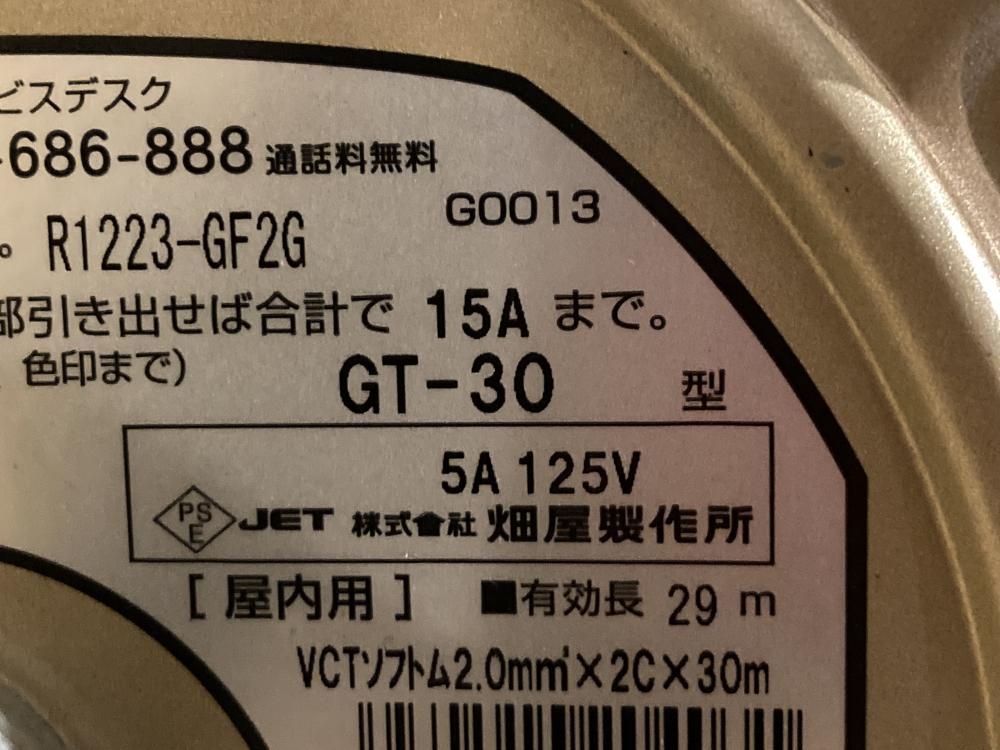 ビスデスク
-686-888 通話料無料
G0013
。R1223-GF2G
部引き出せば合計で 15A まで。
色印まで)
GT-30 型
5A 125V
PSE JET 株式会社 畑屋製作所
[屋内用] ■有効長 29 m
VCTソフトム2.0mm²×2C×30m